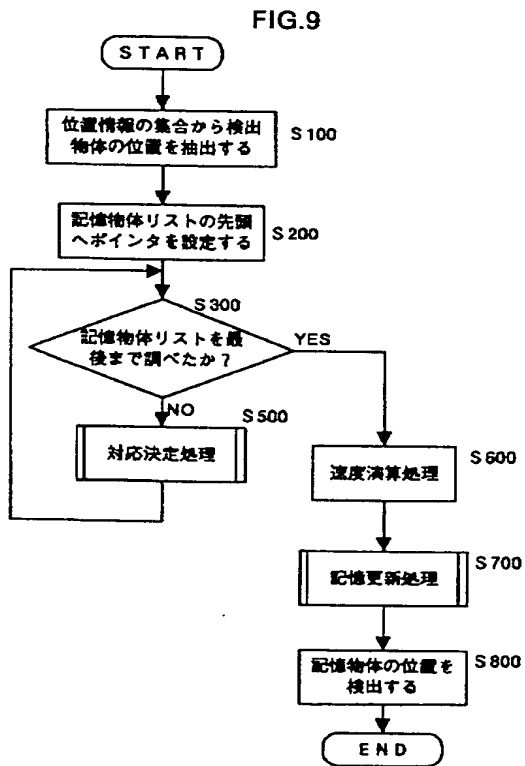 FIG.9
START
位置情報の集合から検出
物体の位置を抽出する
S100
記憶物体リストの先頭
へポインタを設定する
S200
S300
記憶物体リストを最
後まで調べたか？
YES
NO
S500
対応決定処理
S600
速度演算処理
S700
記憶更新処理
S800
記憶物体の位置を
検出する
END